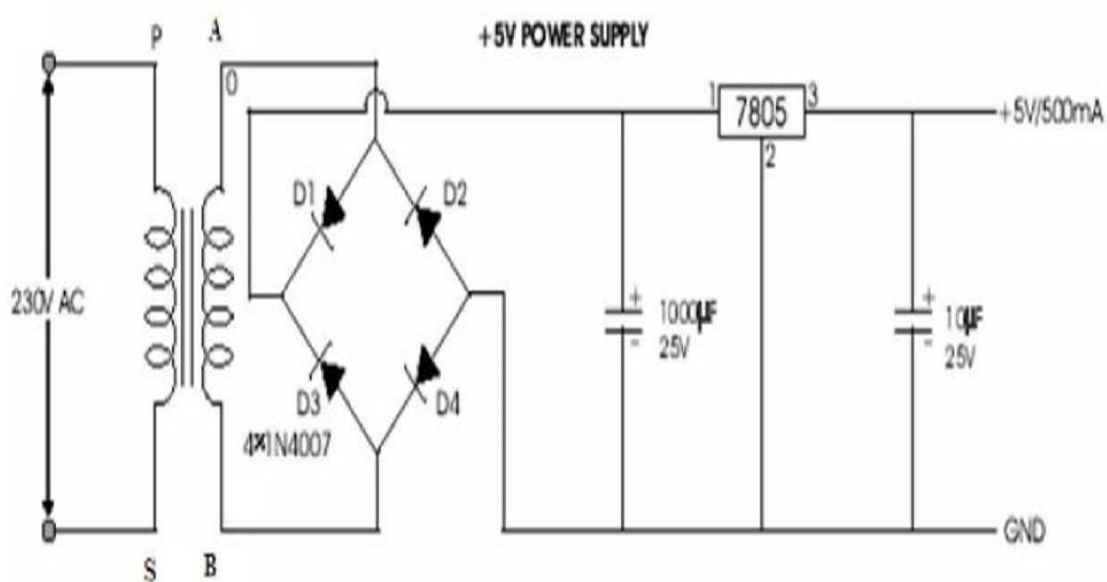 P A
+5V POWER SUPPLY
0
1 7805 3
+5V/500mA
2
D1 D2
230V AC
+ 1000µF
- 25V
+ 10µF
- 25V
D3 D4
4×1N4007
GND
S B